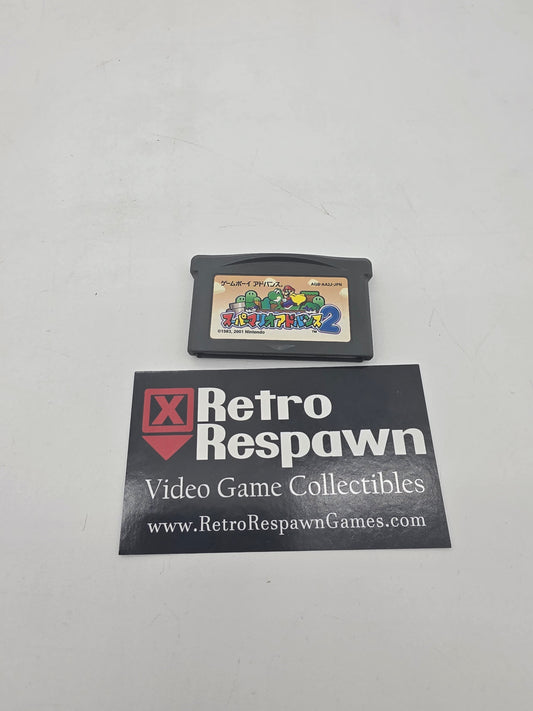 ゲームボーイ アドバンス
AGB-AA2J-JPN
スーパーマリオアドバンス2
TM
©1983, 2001 Nintendo
X Retro
Respawn
Video Game Collectibles
www.RetroRespawnGames.com